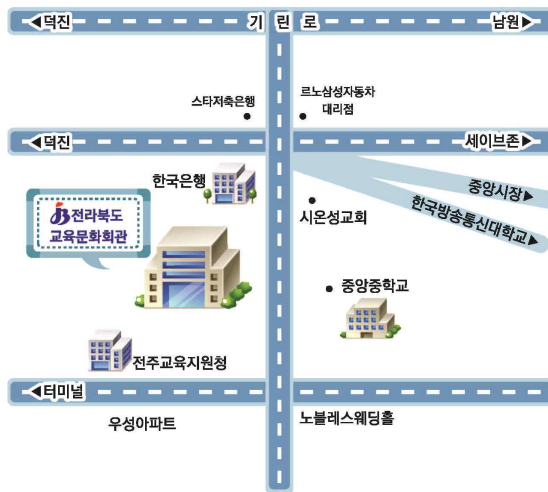 ◀덕진
기 린 로
남원▶
스타저축은행
르노삼성자동차
대리점
◀덕진
세이브존▶
한국은행
중앙시장▶
한국방송통신대학교▶
시온성교회
전라북도
교육문화회관
중앙중학교
전주교육지원청
◀터미널
우성아파트
노블레스웨딩홀